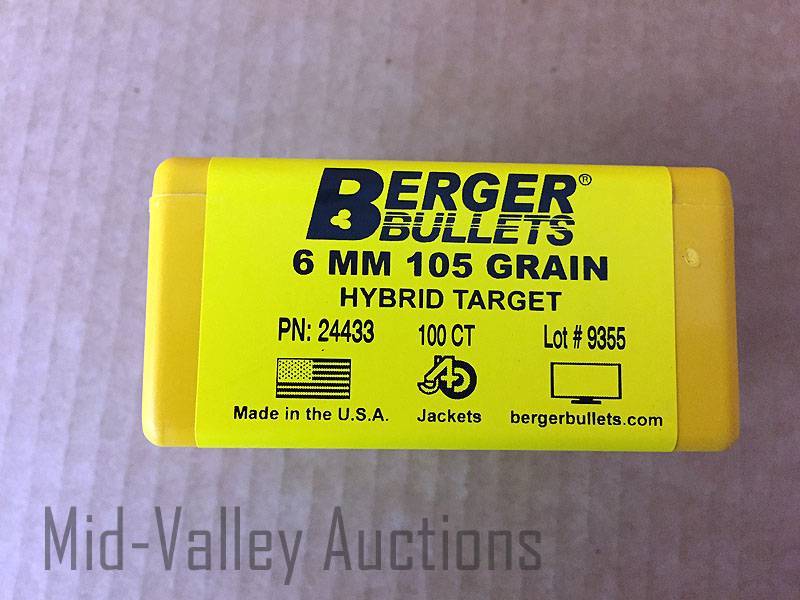 BERGER®
BULLETS
6 MM 105 GRAIN
HYBRID TARGET
PN: 24433 100 CT Lot # 9355
Made in the U.S.A. Jackets bergerbullets.com
Mid-Valley Auctions